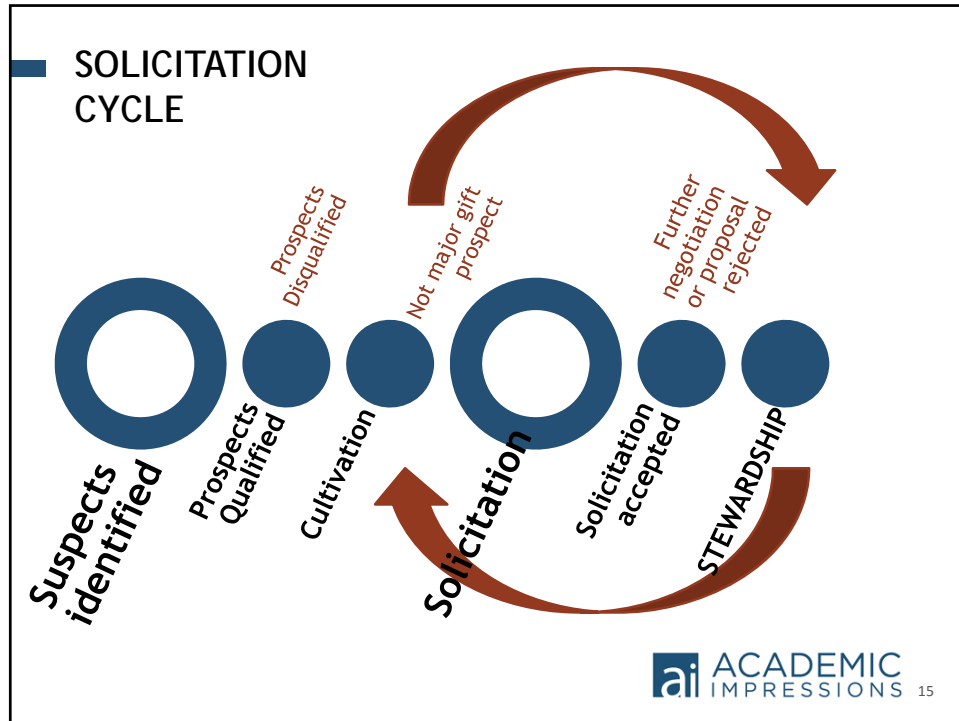 SOLICITATION
CYCLE
Prospects
Disqualified
Not major gift
prospect
Further
negotiation
or proposal
rejected
Suspects
identified
Prospects
Qualified
Cultivation
Solicitation
Solicitation
accepted
STEWARDSHIP
ai ACADEMIC
IMPRESSIONS
15